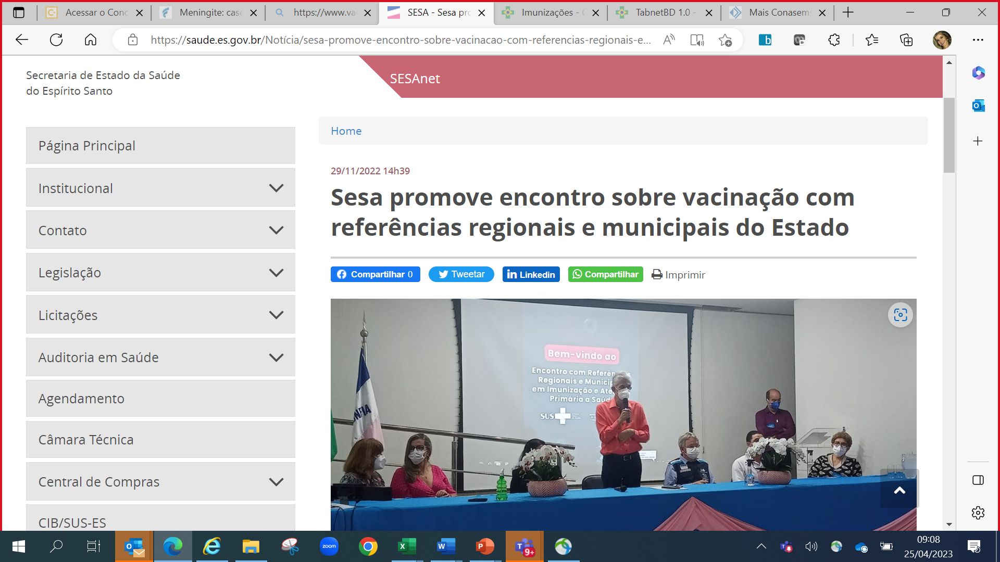 Acessar o Conc
Meningite: casc
https://www.va
SESA - Sesa pro
Imunizações -
TabnetBD 1.0 -
Mais Conasems
https://saude.es.gov.br/Notícia/sesa-promove-encontro-sobre-vacinacao-com-referencias-regionais-e...
Secretaria de Estado da Saúde
do Espírito Santo
SESAnet
Página Principal
Institucional
Contato
Legislação
Licitações
Auditoria em Saúde
Agendamento
Câmara Técnica
Central de Compras
CIB/SUS-ES
Home
29/11/2022 14h39
Sesa promove encontro sobre vacinação com
referências regionais e municipais do Estado
Compartilhar 0
Tweetar
Linkedin
Compartilhar
Imprimir
Bem-vindo ao
Encontro com Referên
Regionais e Municip
em Imunização e Ate
Primária a Saúd
SUS
zoom
9+
09:08
25/04/2023